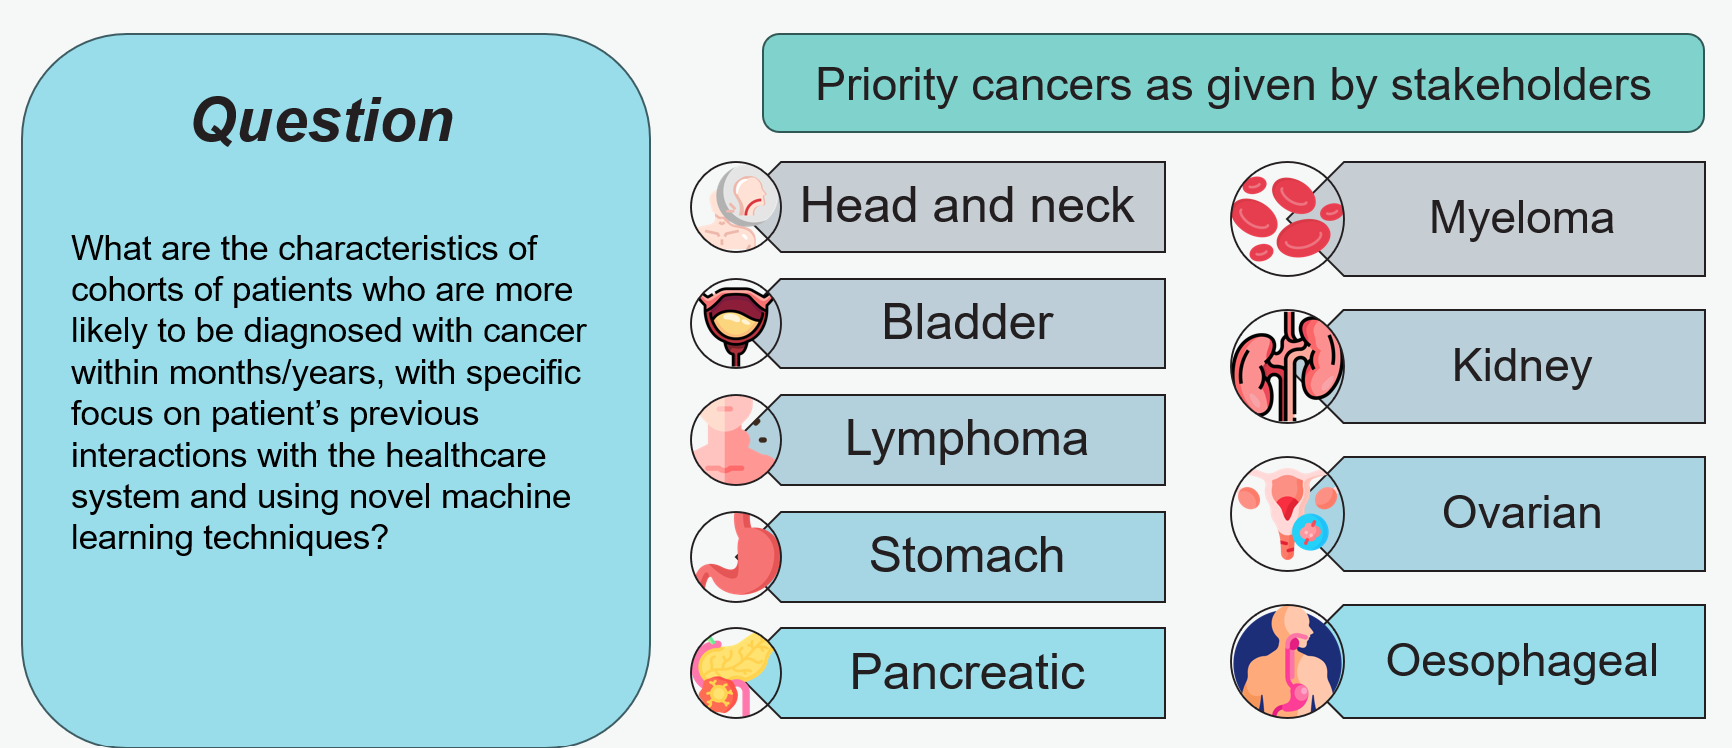 Question
What are the characteristics of
cohorts of patients who are more
likely to be diagnosed with cancer
within months/years, with specific
focus on patient’s previous
interactions with the healthcare
system and using novel machine
learning techniques?
Priority cancers as given by stakeholders
Head and neck
Bladder
Lymphoma
Stomach
Pancreatic
Myeloma
Kidney
Ovarian
Oesophageal